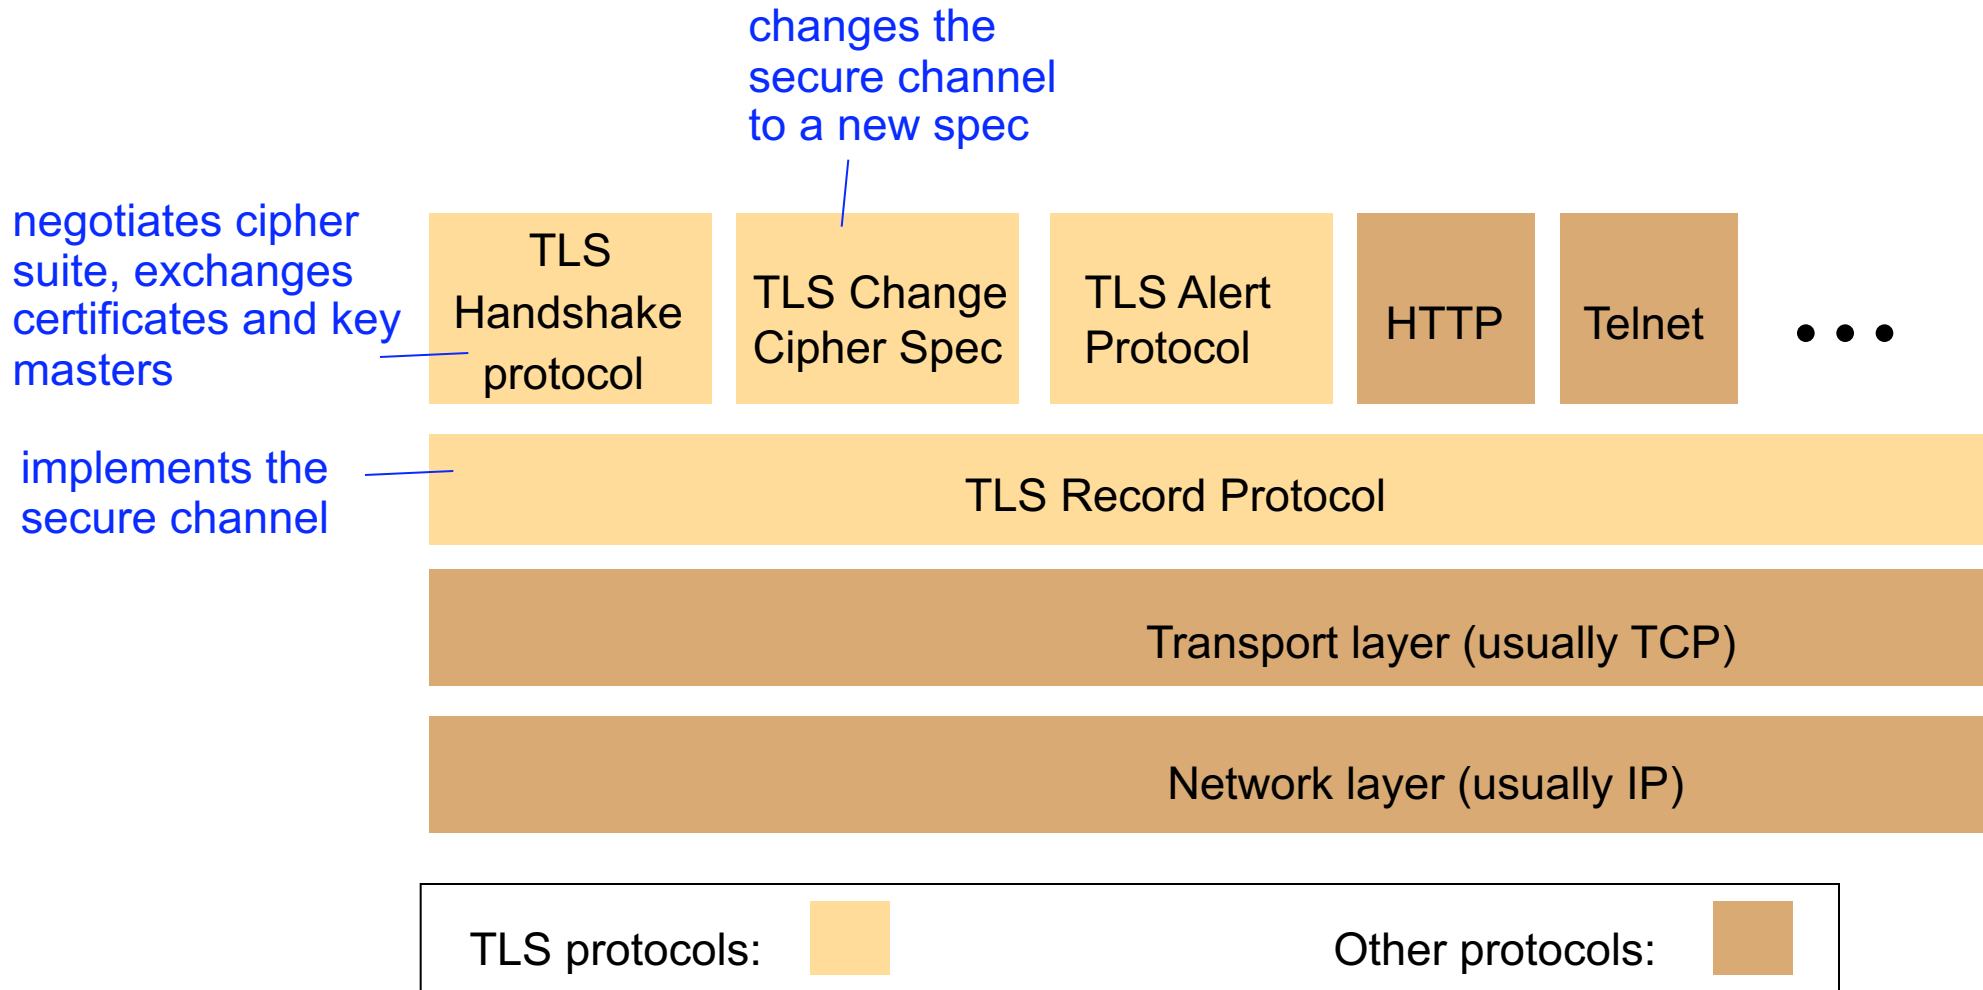 changes the
secure channel
to a new spec
negotiates cipher
suite, exchanges
certificates and key
masters
TLS
Handshake
protocol
TLS Change
Cipher Spec
TLS Alert
Protocol
HTTP
Telnet
• • •
implements the
secure channel
TLS Record Protocol
Transport layer (usually TCP)
Network layer (usually IP)
TLS protocols:
Other protocols: